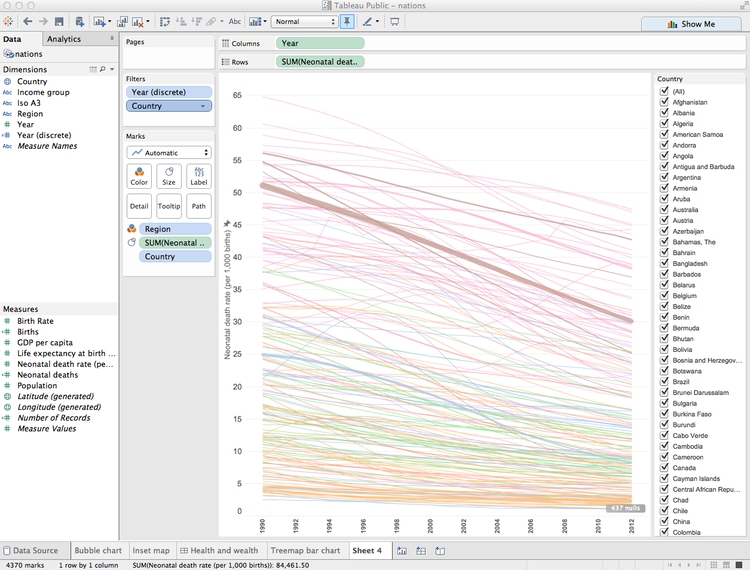 Tableau Public - nations
Abc
Normal
Show Me
Data
Analytics
nations
Dimensions
Country
Abc Income group
Abc Iso A3
Abc Region
Year
Year (discrete)
Abc Measure Names
Measures
Birth Rate
Births
GDP per capita
Life expectancy at birth ...
Neonatal death rate (pe...
Neonatal deaths
Population
Latitude (generated)
Longitude (generated)
Number of Records
Measure Values
Pages
Filters
Year (discrete)
Country
Marks
Automatic
Color
Size
Label
Detail
Tooltip
Path
Region
SUM(Neonatal ..
Country
Columns
Year
Rows
SUM(Neonatal deat..
Neonatal death rate (per 1,000 births)
65
60
55
50
45
40
35
30
25
20
15
10
5
0
1990
1992
1994
1996
1998
2000
2002
2004
2006
2008
2010
2012
437 nulls
Country
(All)
Afghanistan
Albania
Algeria
American Samoa
Andorra
Angola
Antigua and Barbuda
Argentina
Armenia
Aruba
Australia
Austria
Azerbaijan
Bahamas, The
Bahrain
Bangladesh
Barbados
Belarus
Belgium
Belize
Benin
Bermuda
Bhutan
Bolivia
Bosnia and Herzegov...
Botswana
Brazil
Brunei Darussalam
Bulgaria
Burkina Faso
Burundi
Cabo Verde
Cambodia
Cameroon
Canada
Cayman Islands
Central African Repu...
Chad
Chile
China
Colombia
Data Source
Bubble chart
Inset map
Health and wealth
Treemap bar chart
Sheet 4
4370 marks
1 row by 1 column
SUM(Neonatal death rate (per 1,000 births)): 84,461.50